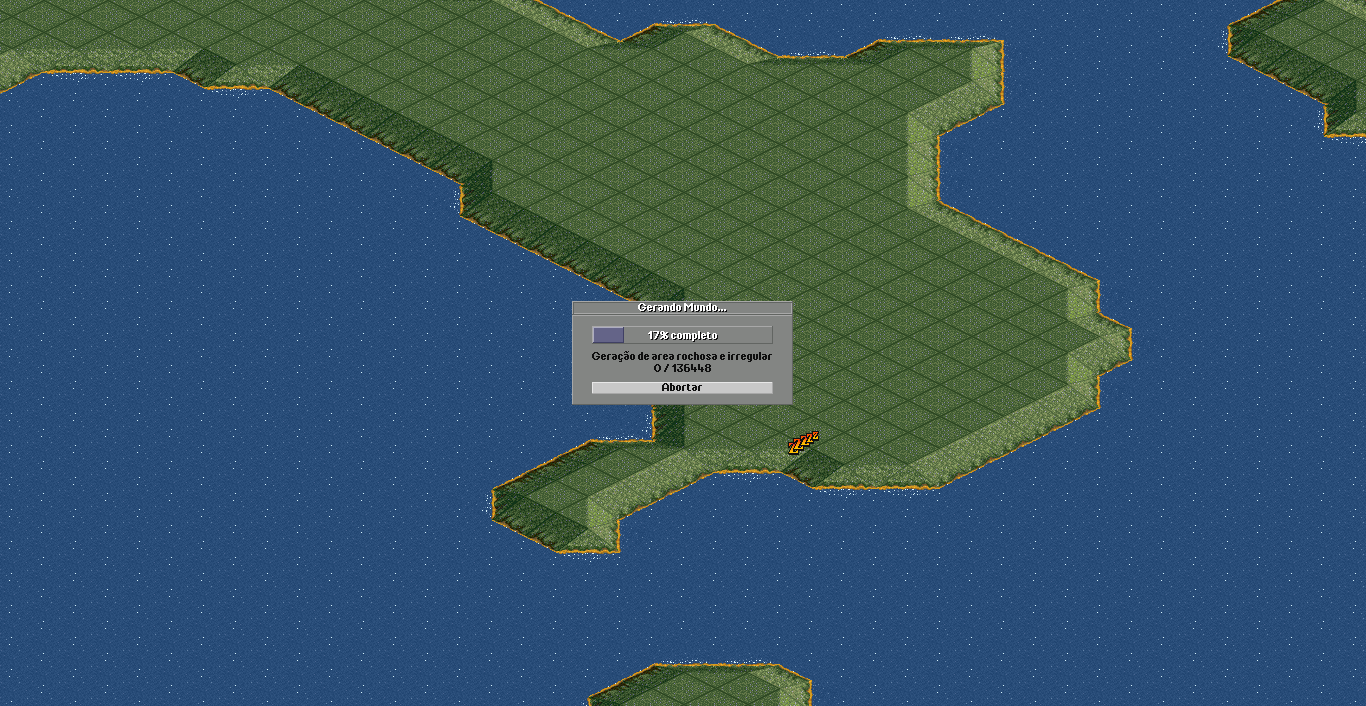 Gerando Mundo...
17% completo
Geração de area rochosa e irregular
0 / 136448
Abortar